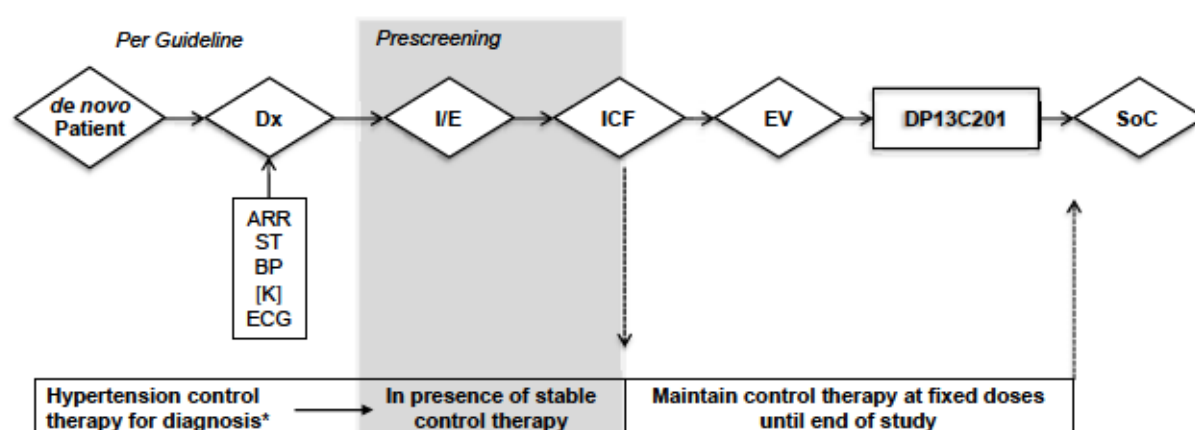 Per Guideline
Prescreening
de novo
Patient
Dx
I/E
ICF
EV
DP13C201
SoC
ARR
ST
BP
[K]
ECG
Hypertension control
therapy for diagnosis*
In presence of stable
control therapy
Maintain control therapy at fixed doses
until end of study